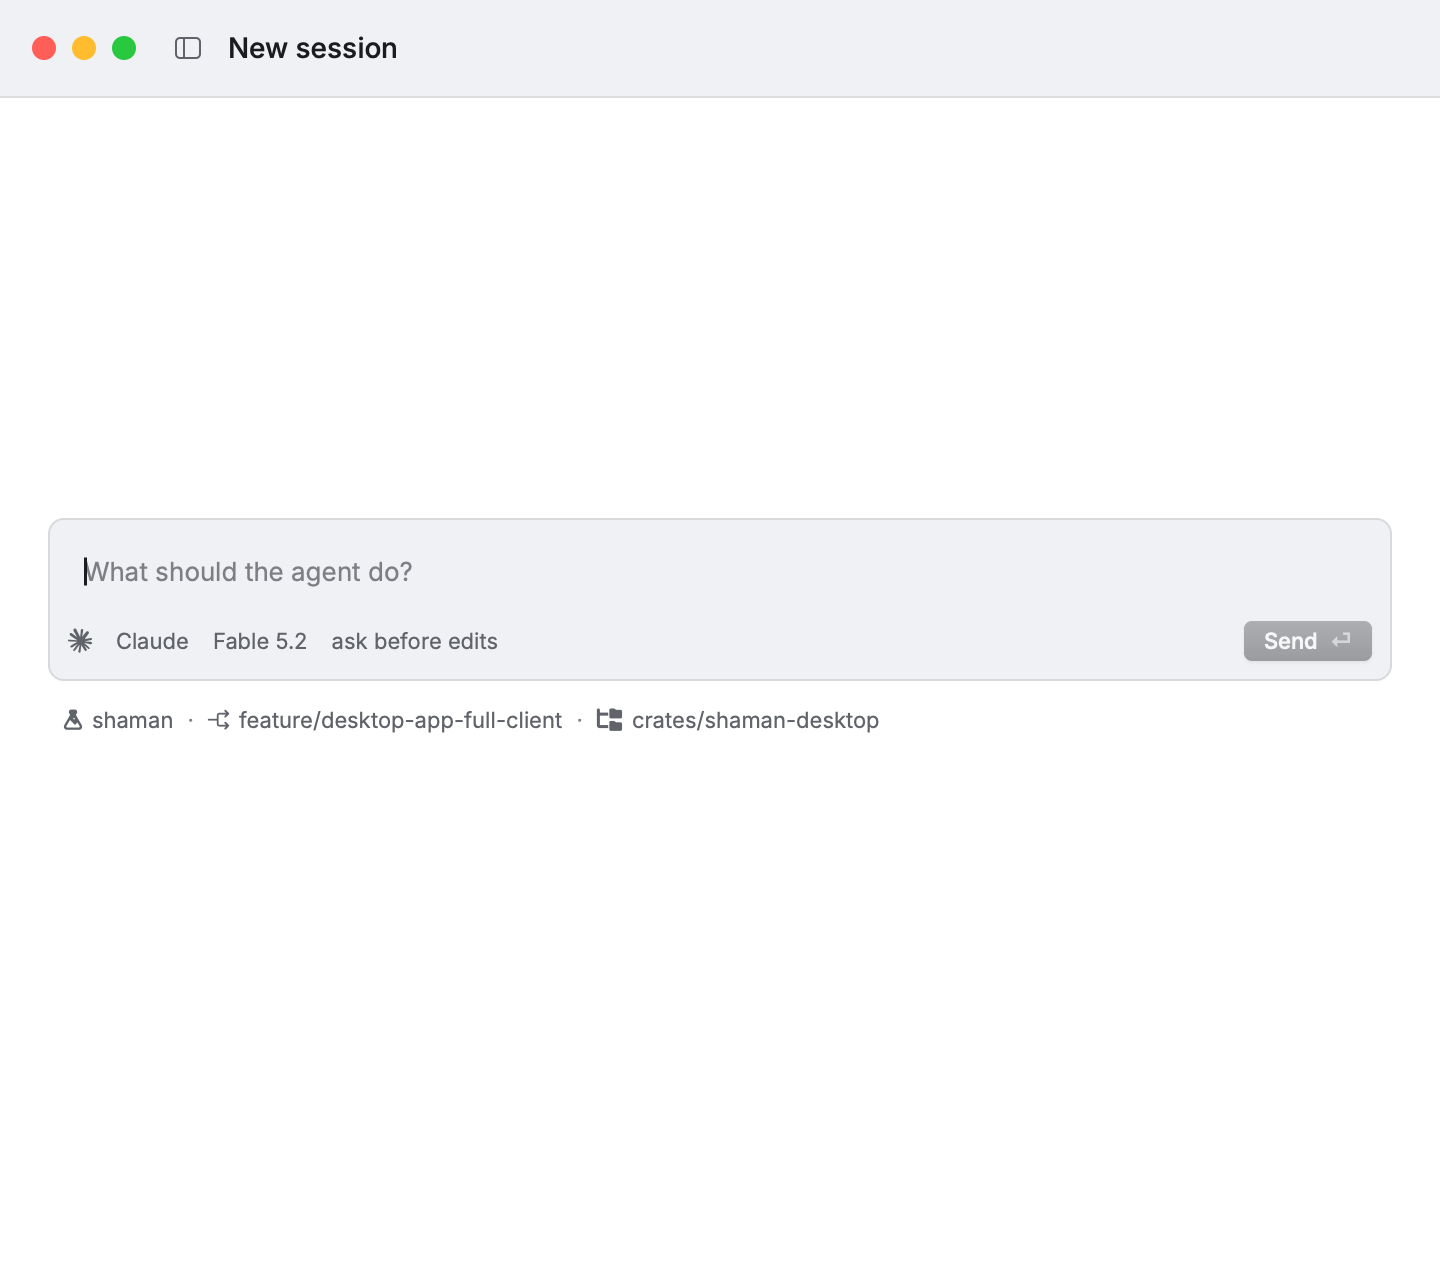 New session
What should the agent do?
Claude Fable 5.2 ask before edits Send
shaman · feature/desktop-app-full-client · crates/shaman-desktop